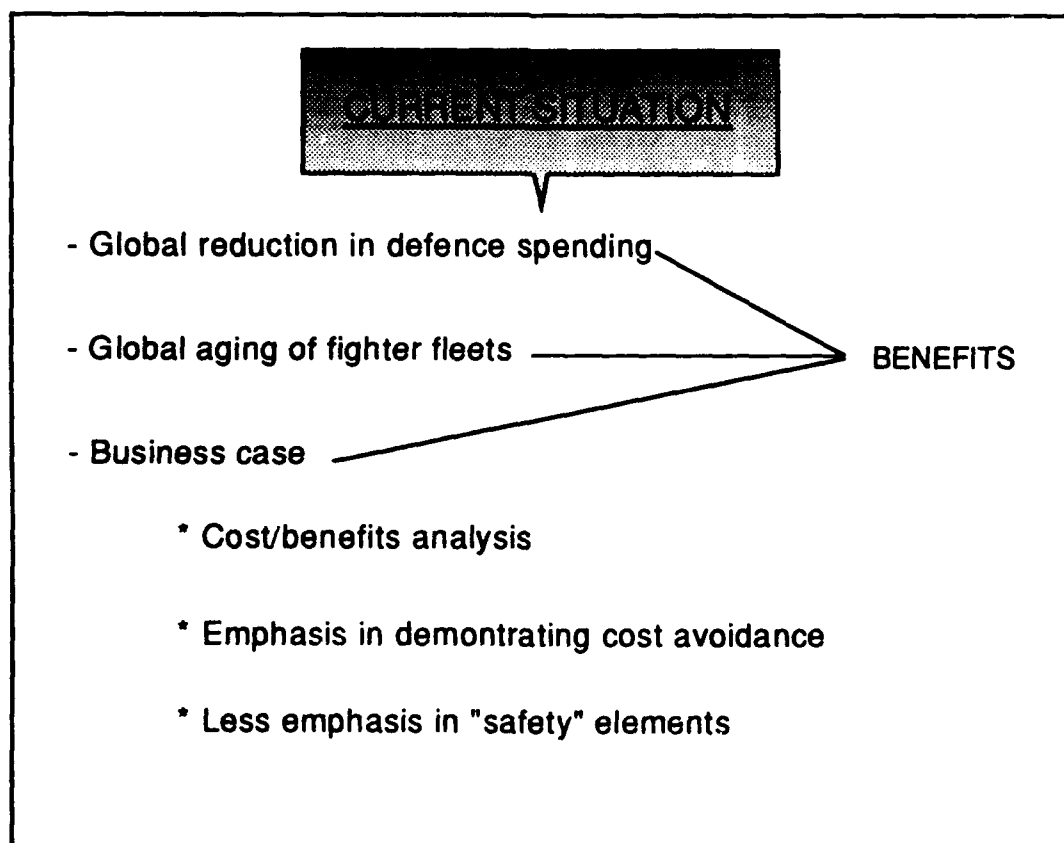 CURRENT SITUATION
- Global reduction in defence spending
- Global aging of fighter fleets
BENEFITS
- Business case
* Cost/benefits analysis
* Emphasis in demontrating cost avoidance
* Less emphasis in "safety" elements